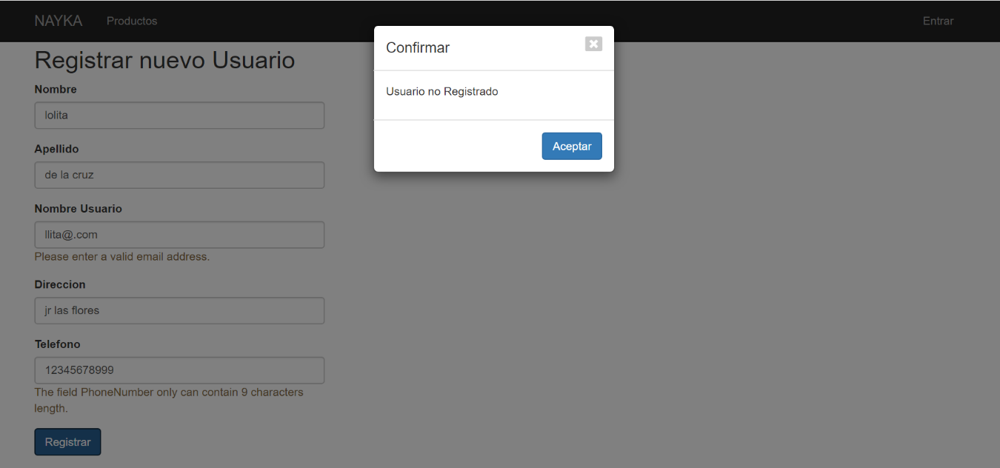 NAYKA Productos Entrar
Confirmar
Usuario no Registrado
Aceptar
Registrar nuevo Usuario
Nombre
lolita
Apellido
de la cruz
Nombre Usuario
llita@.com
Please enter a valid email address.
Direccion
jr las flores
Telefono
12345678999
The field PhoneNumber only can contain 9 characters
length.
Registrar